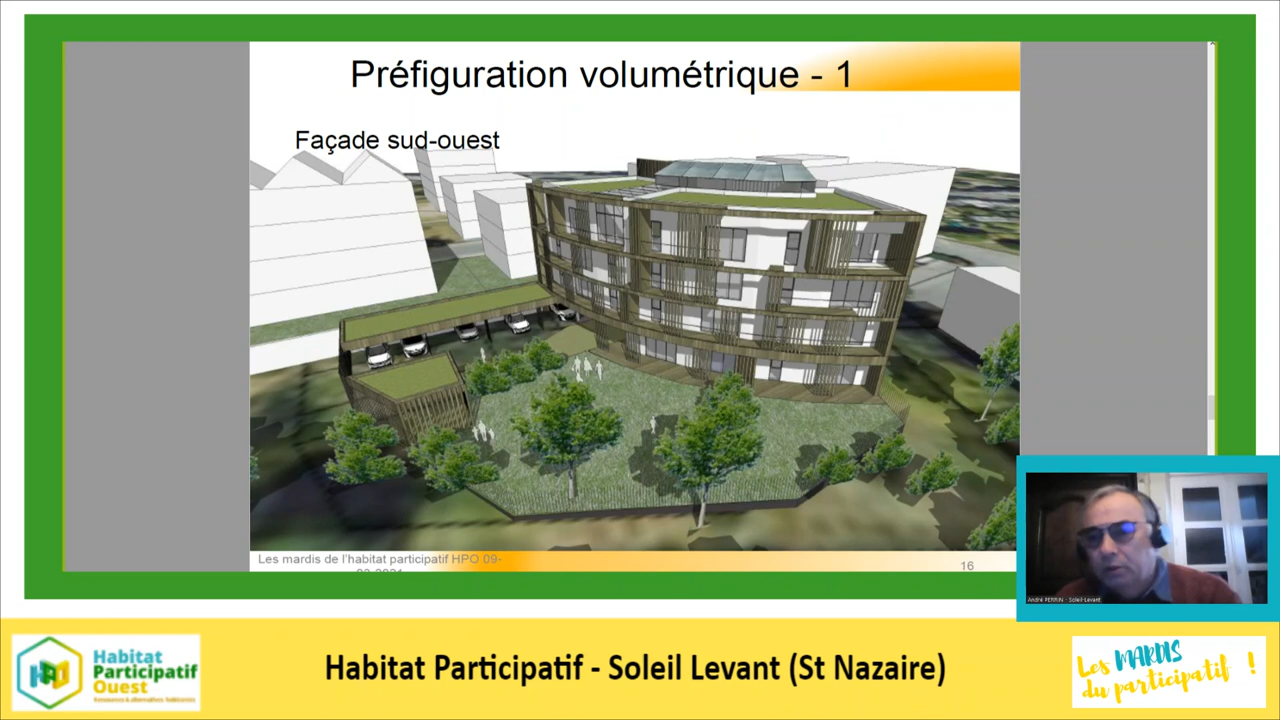 Préfiguration volumétrique - 1
Façade sud-ouest
Les mardis de l'habitat participatif HPO 09-
16
André PERRIN - Soleil-Levant
Habitat
Participatif
Ouest
Habitat Participatif - Soleil Levant (St Nazaire)
Les MARDIS
du participatif !